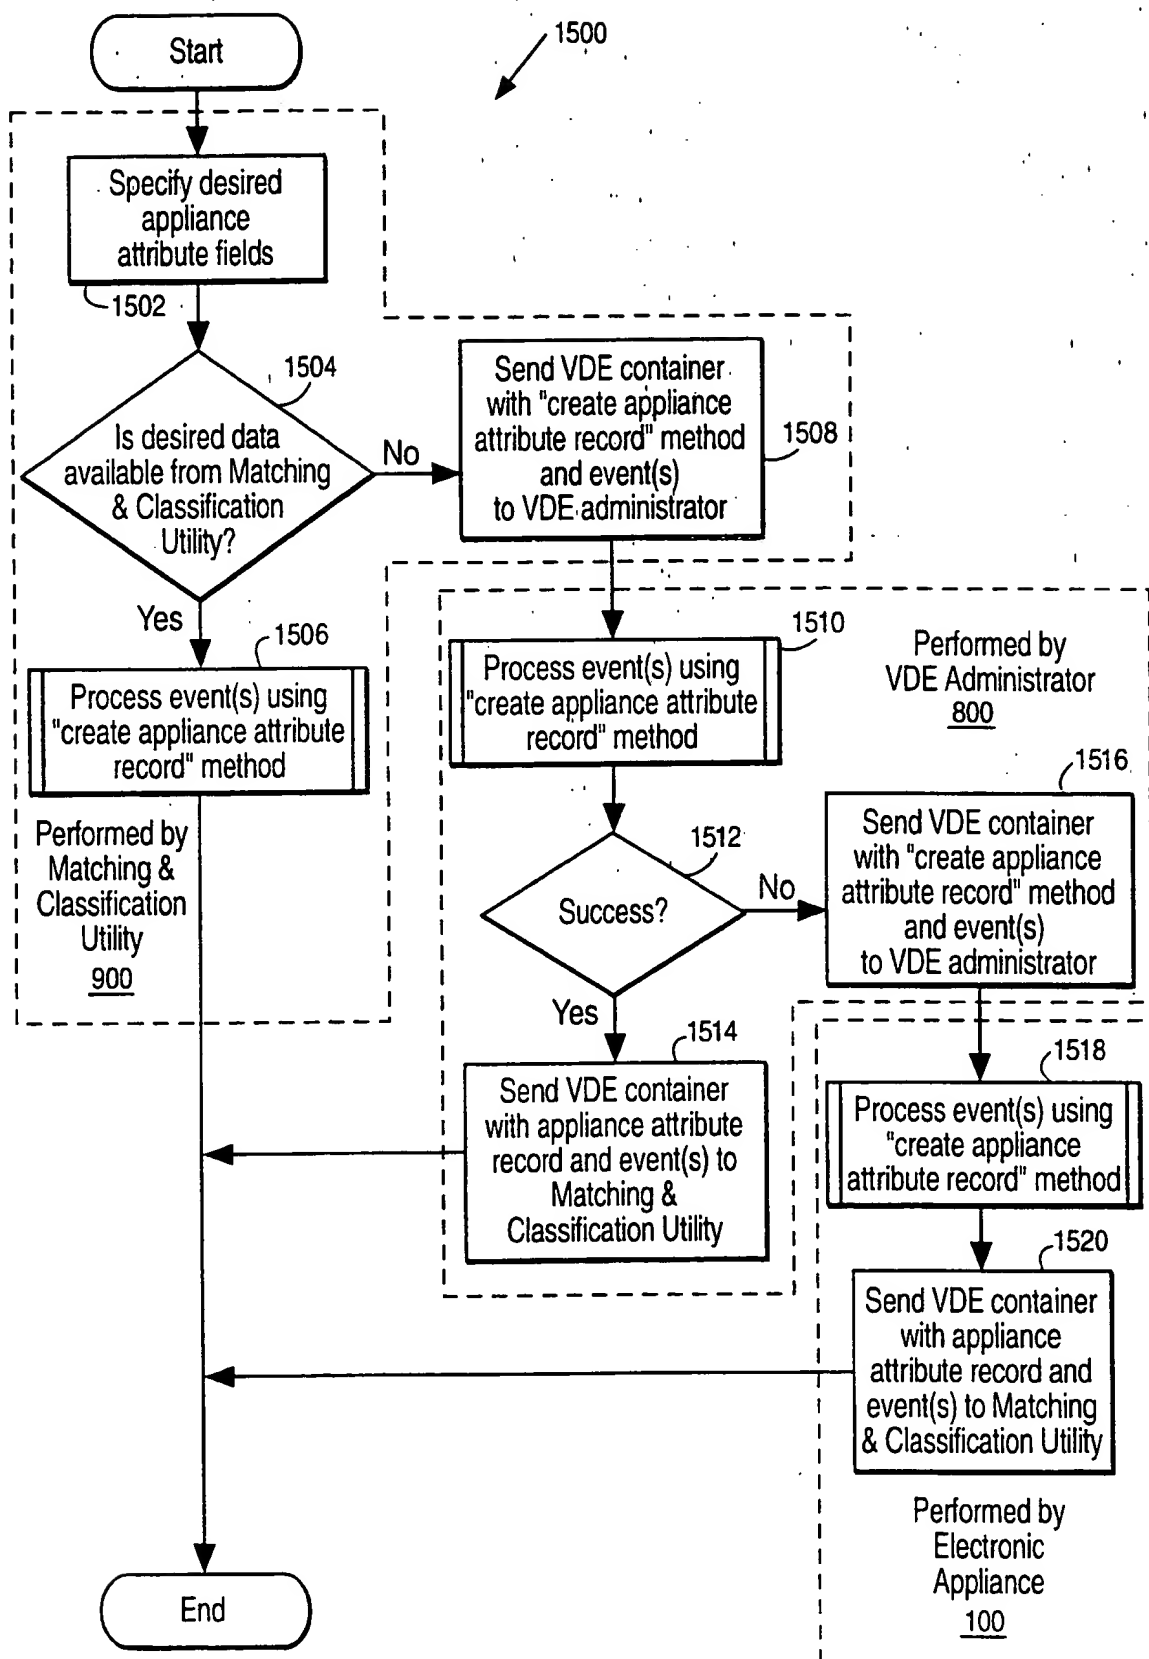 Start
1500
Specify desired
appliance
attribute fields
1502
1504
Is desired data
available from Matching
& Classification
Utility?
No
Send VDE container
with "create appliance
attribute record" method
and event(s)
to VDE administrator
1508
Yes
1506
Process event(s) using
"create appliance attribute
record" method
Performed by
Matching &
Classification
Utility
900
1510
Process event(s) using
"create appliance attribute
record" method
Performed by
VDE Administrator
800
1512
Success?
No
1516
Send VDE container
with "create appliance
attribute record" method
and event(s)
to VDE administrator
Yes
1514
Send VDE container
with appliance attribute
record and event(s) to
Matching &
Classification Utility
1518
Process event(s) using
"create appliance
attribute record" method
1520
Send VDE container
with appliance
attribute record and
event(s) to Matching
& Classification Utility
Performed by
Electronic
Appliance
100
End